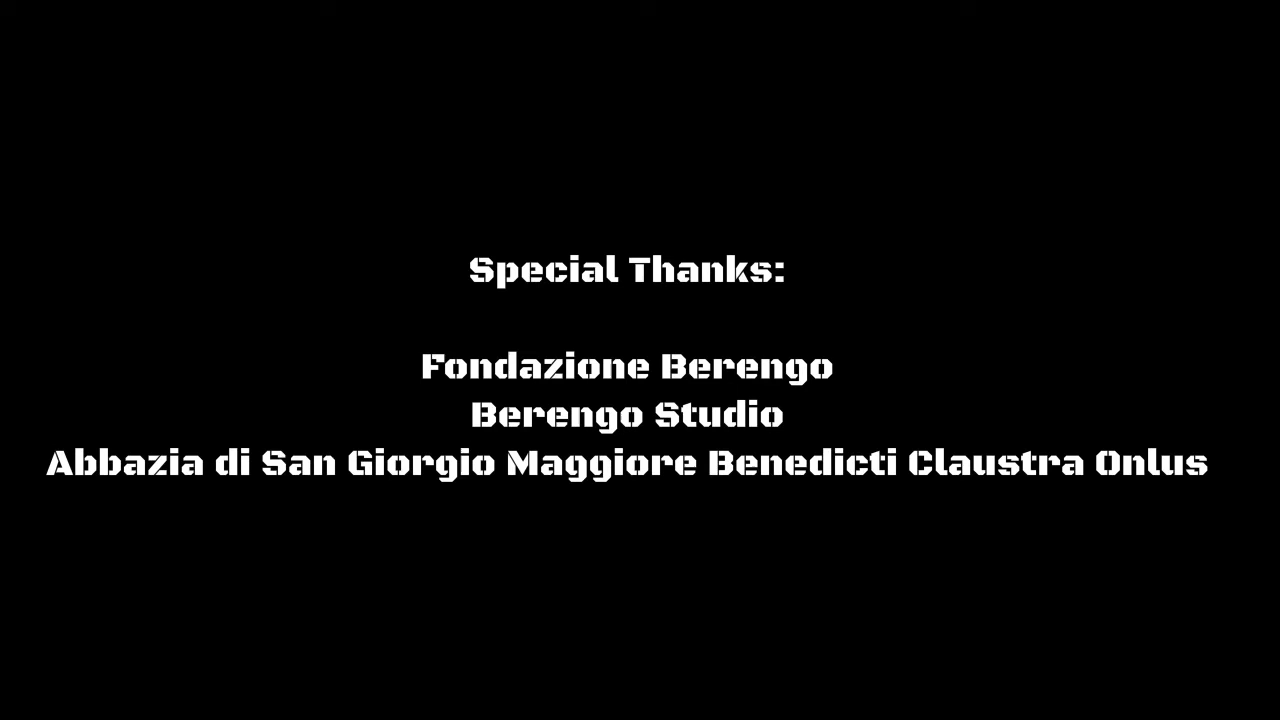 Special Thanks:
Fondazione Berengo
Berengo Studio
Abbazia di San Giorgio Maggiore Benedicti Claustra Onlus